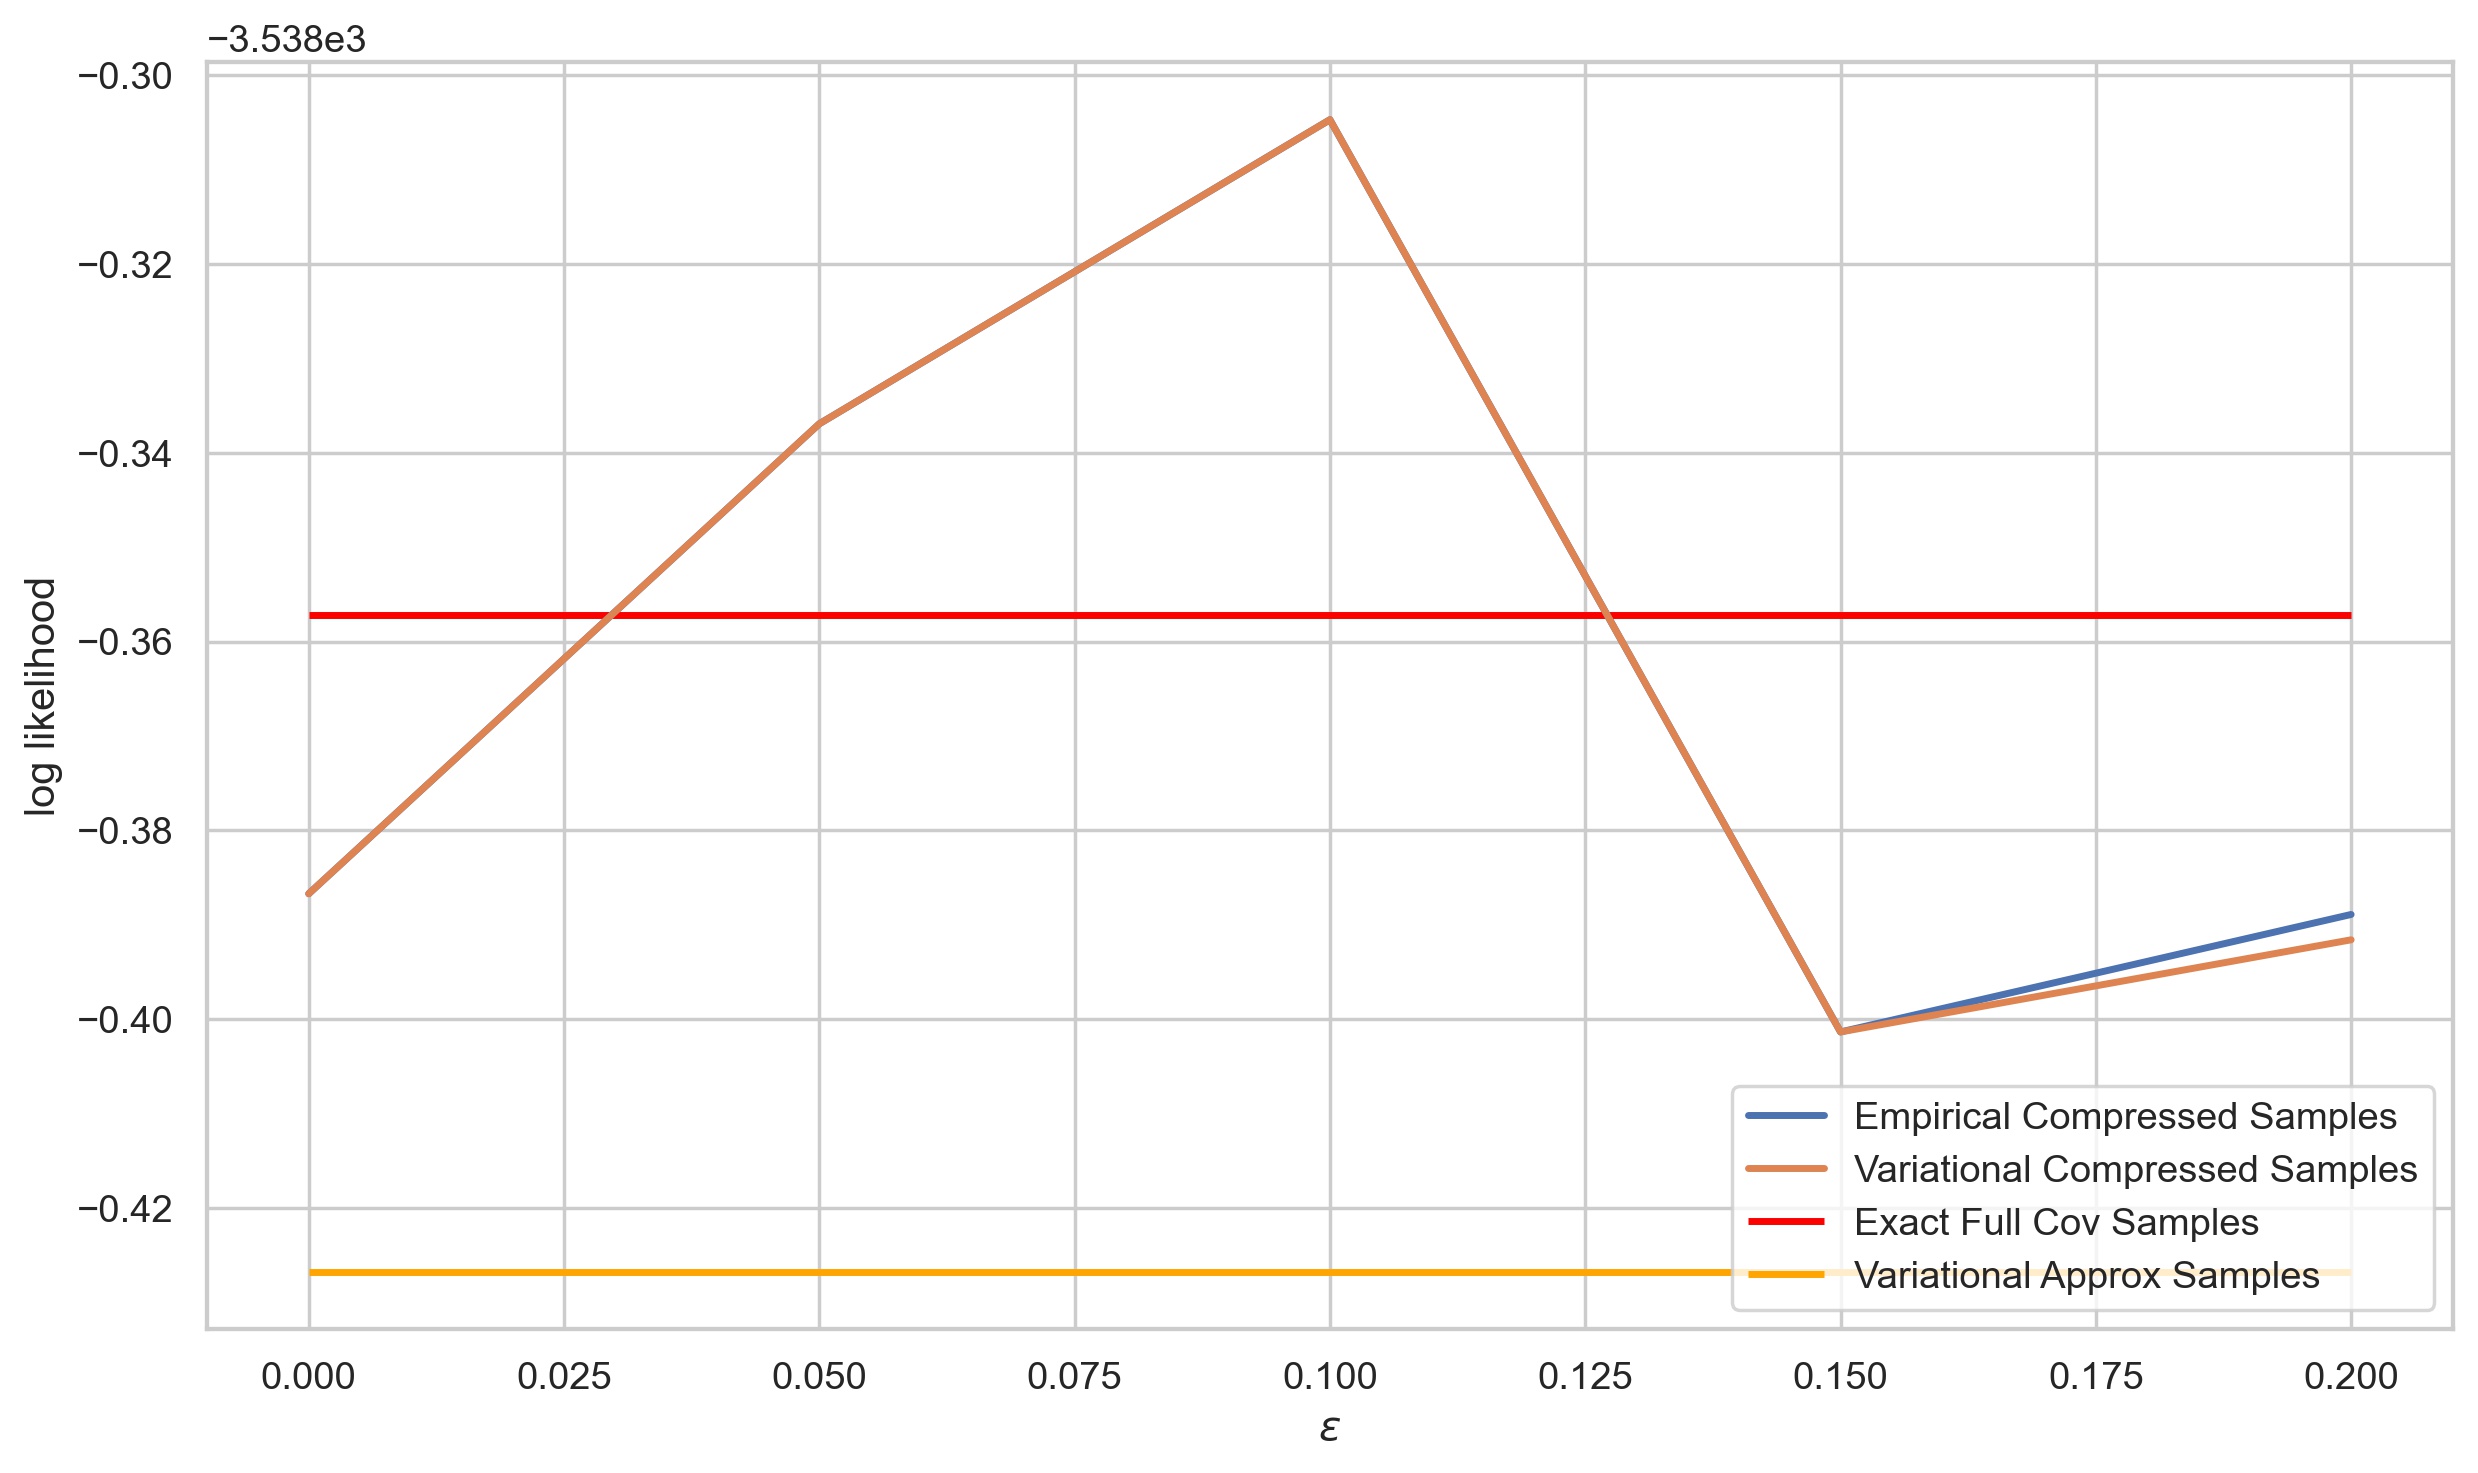 −3.538e3
−0.30
−0.32
−0.34
−0.36
−0.38
−0.40
−0.42
log likelihood
Empirical Compressed Samples
Variational Compressed Samples
Exact Full Cov Samples
Variational Approx Samples
0.000 0.025 0.050 0.075 0.100 0.125 0.150 0.175 0.200
ε